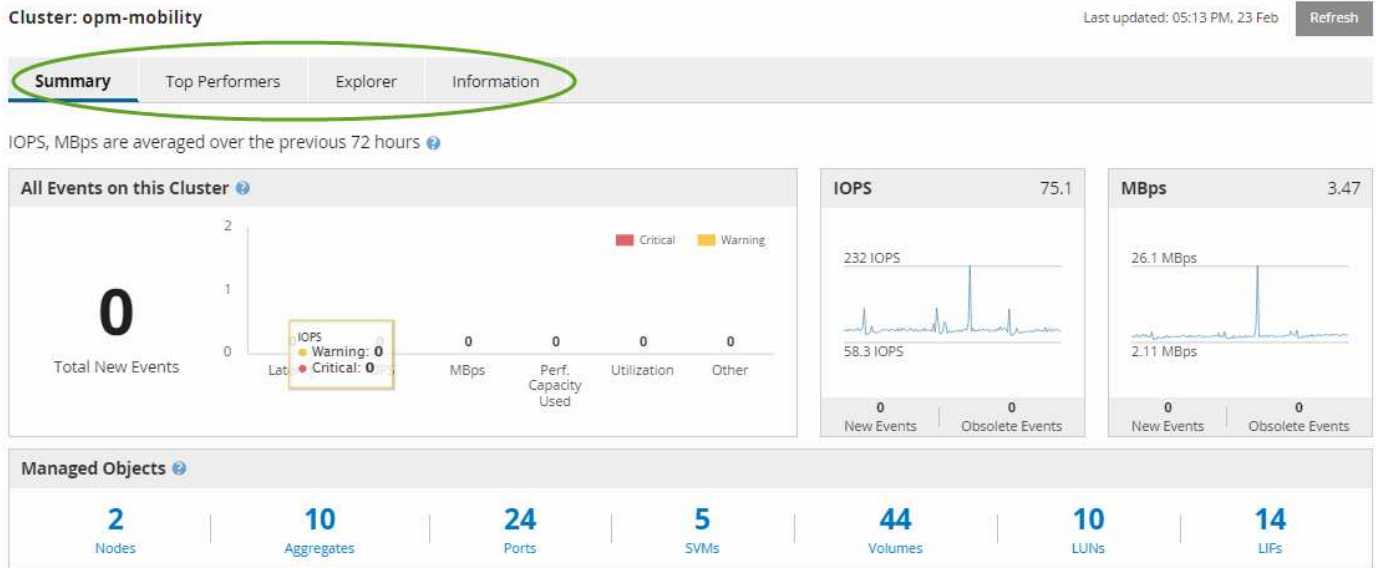 Cluster: opm-mobility
Last updated: 05:13 PM, 23 Feb
Refresh
Summary
Top Performers
Explorer
Information
IOPS, MBps are averaged over the previous 72 hours
All Events on this Cluster
0
Total New Events
2
1
0
Critical
Warning
IOPS
Warning: 0
Critical: 0
0
0
0
0
MBps
Perf.
Capacity
Used
Utilization
Other
IOPS 75.1
232 IOPS
58.3 IOPS
0
New Events
0
Obsolete Events
MBps 3.47
26.1 MBps
2.11 MBps
0
New Events
0
Obsolete Events
Managed Objects
2
Nodes
10
Aggregates
24
Ports
5
SVMs
44
Volumes
10
LUNs
14
LIFs